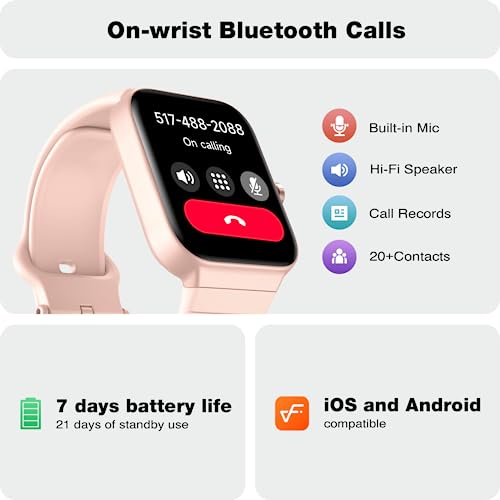 On-wrist Bluetooth Calls
517-488-2088
On calling
Built-in Mic
Hi-Fi Speaker
Call Records
20+Contacts
7 days battery life
21 days of standby use
iOS and Android
compatible